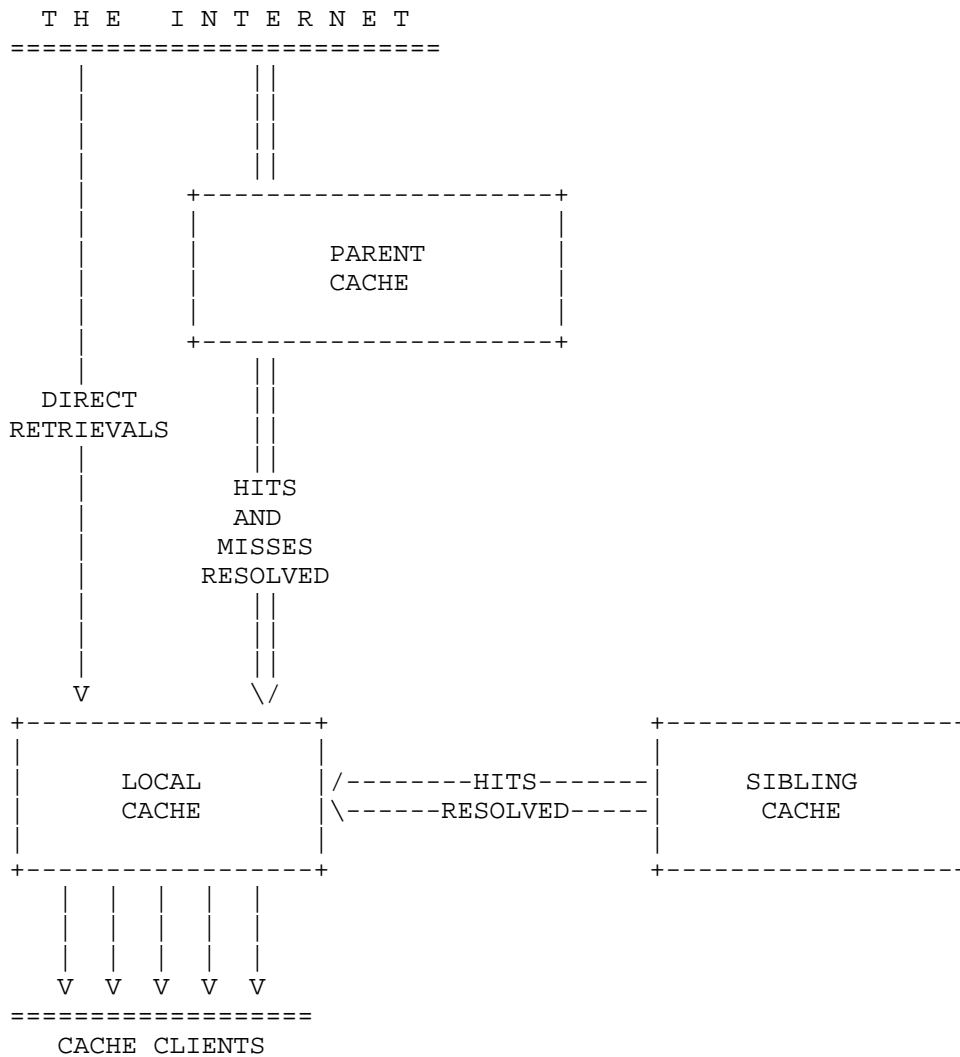 T H E I N T E R N E T
PARENT
CACHE
DIRECT
RETRIEVALS
HITS
AND
MISSES
RESOLVED
V
LOCAL
CACHE
HITS
RESOLVED
SIBLING
CACHE
V V V V V
CACHE CLIENTS